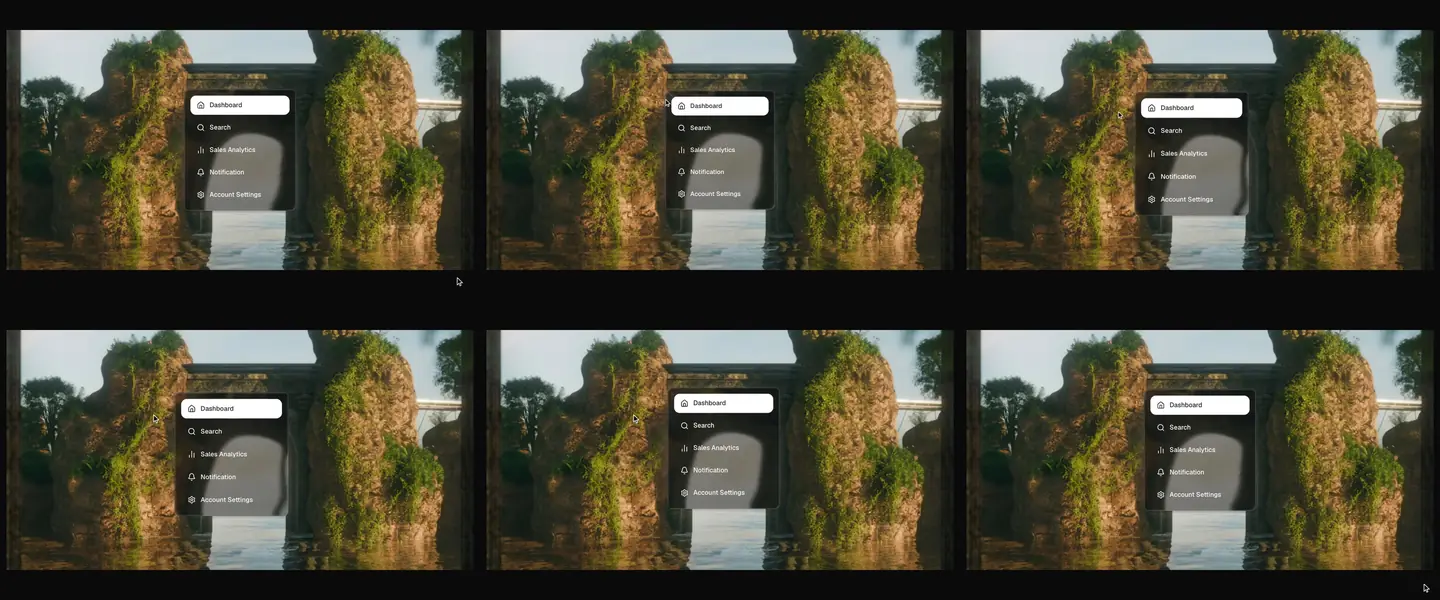 Dashboard
Search
Sales Analytics
Notification
Account Settings
Dashboard
Search
Sales Analytics
Notification
Account Settings
Dashboard
Search
Sales Analytics
Notification
Account Settings
Dashboard
Search
Sales Analytics
Notification
Account Settings
Dashboard
Search
Sales Analytics
Notification
Account Settings
Dashboard
Search
Sales Analytics
Notification
Account Settings